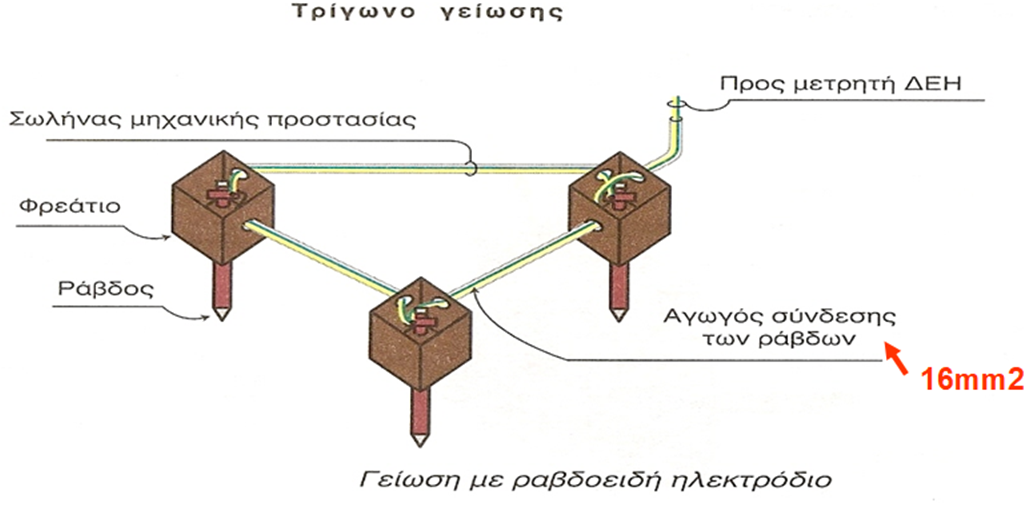 Τρίγωνο γείωσης
Προς μετρητή ΔΕΗ
Σωλήνας μηχανικής προστασίας
Φρεάτιο
Ράβδος
Αγωγός σύνδεσης
των ράβδων
16mm2
Γείωση με ραβδοειδή ηλεκτρόδιο